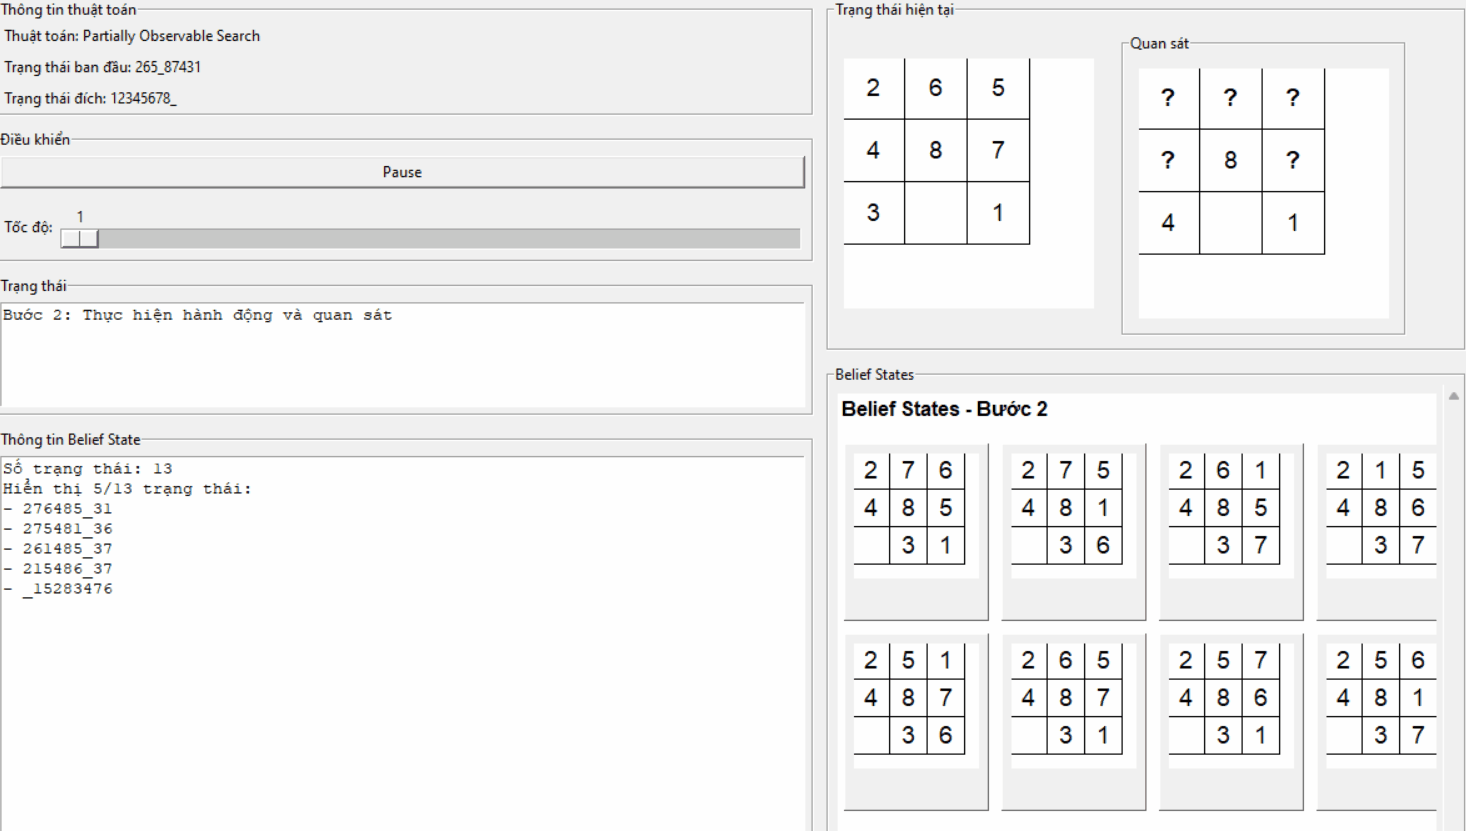 Thông tin thuật toán
Thuật toán: Partially Observable Search
Trạng thái ban đầu: 265_87431
Trạng thái đích: 12345678_
Điều khiển
Pause
Tốc độ:
1
Trạng thái
Bước 2: Thực hiện hành động và quan sát
Thông tin Belief State
Số trạng thái: 13
Hiển thị 5/13 trạng thái:
- 276485_31
- 275481_36
- 261485_37
- 215486_37
- _15283476
Trạng thái hiện tại
2 6 5
4 8 7
3 1
Quan sát
? ? ?
? 8 ?
4 1
Belief States
Belief States - Bước 2
2 7 6
4 8 5
3 1
2 7 5
4 8 1
3 6
2 6 1
4 8 5
3 7
2 1 5
4 8 6
3 7
2 5 1
4 8 7
3 6
2 6 5
4 8 7
3 1
2 5 7
4 8 6
3 1
2 5 6
4 8 1
3 7